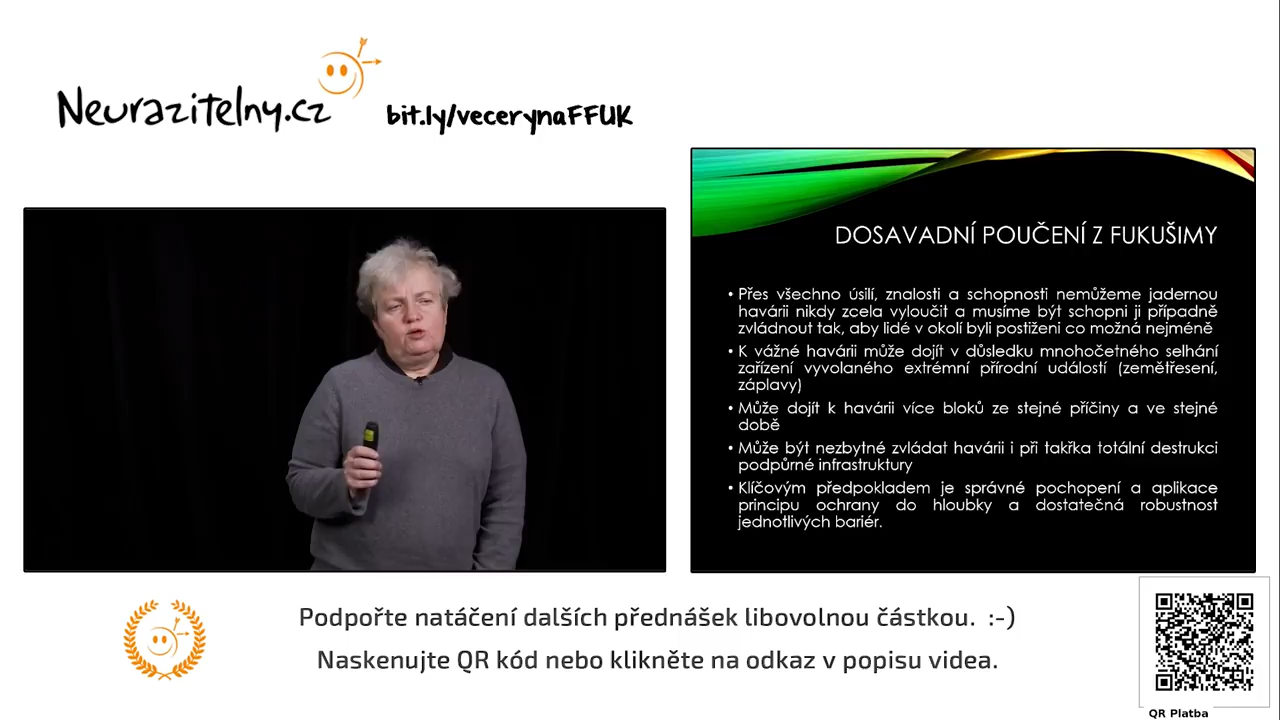 Neurazitelny.cz
bit.ly/vecerynaFFUK
DOSAVADNÍ POUČENÍ Z FUKUŠIMY
• Přes všechno úsilí, znalosti a schopnosti nemůžeme jadernou
havárii nikdy zcela vyloučit a musíme být schopni ji případně
zvládnout tak, aby lidé v okolí byli postiženi co možná nejméně
• K vážné havárii může dojít v důsledku mnohočetného selhání
zařízení vyvolaného extrémní přírodní událostí (zemětřesení,
záplavy)
• Může dojít k havárii více bloků ze stejné příčiny a ve stejné
době
• Může být nezbytné zvládat havárii i při takřka totální destrukci
podpůrné infrastruktury
• Klíčovým předpokladem je správné pochopení a aplikace
principu ochrany do hloubky a dostatečná robustnost
jednotlivých bariér.
Podpořte natáčení dalších přednášek libovolnou částkou. :-)
Naskenujte QR kód nebo klikněte na odkaz v popisu videa.
QR Platba